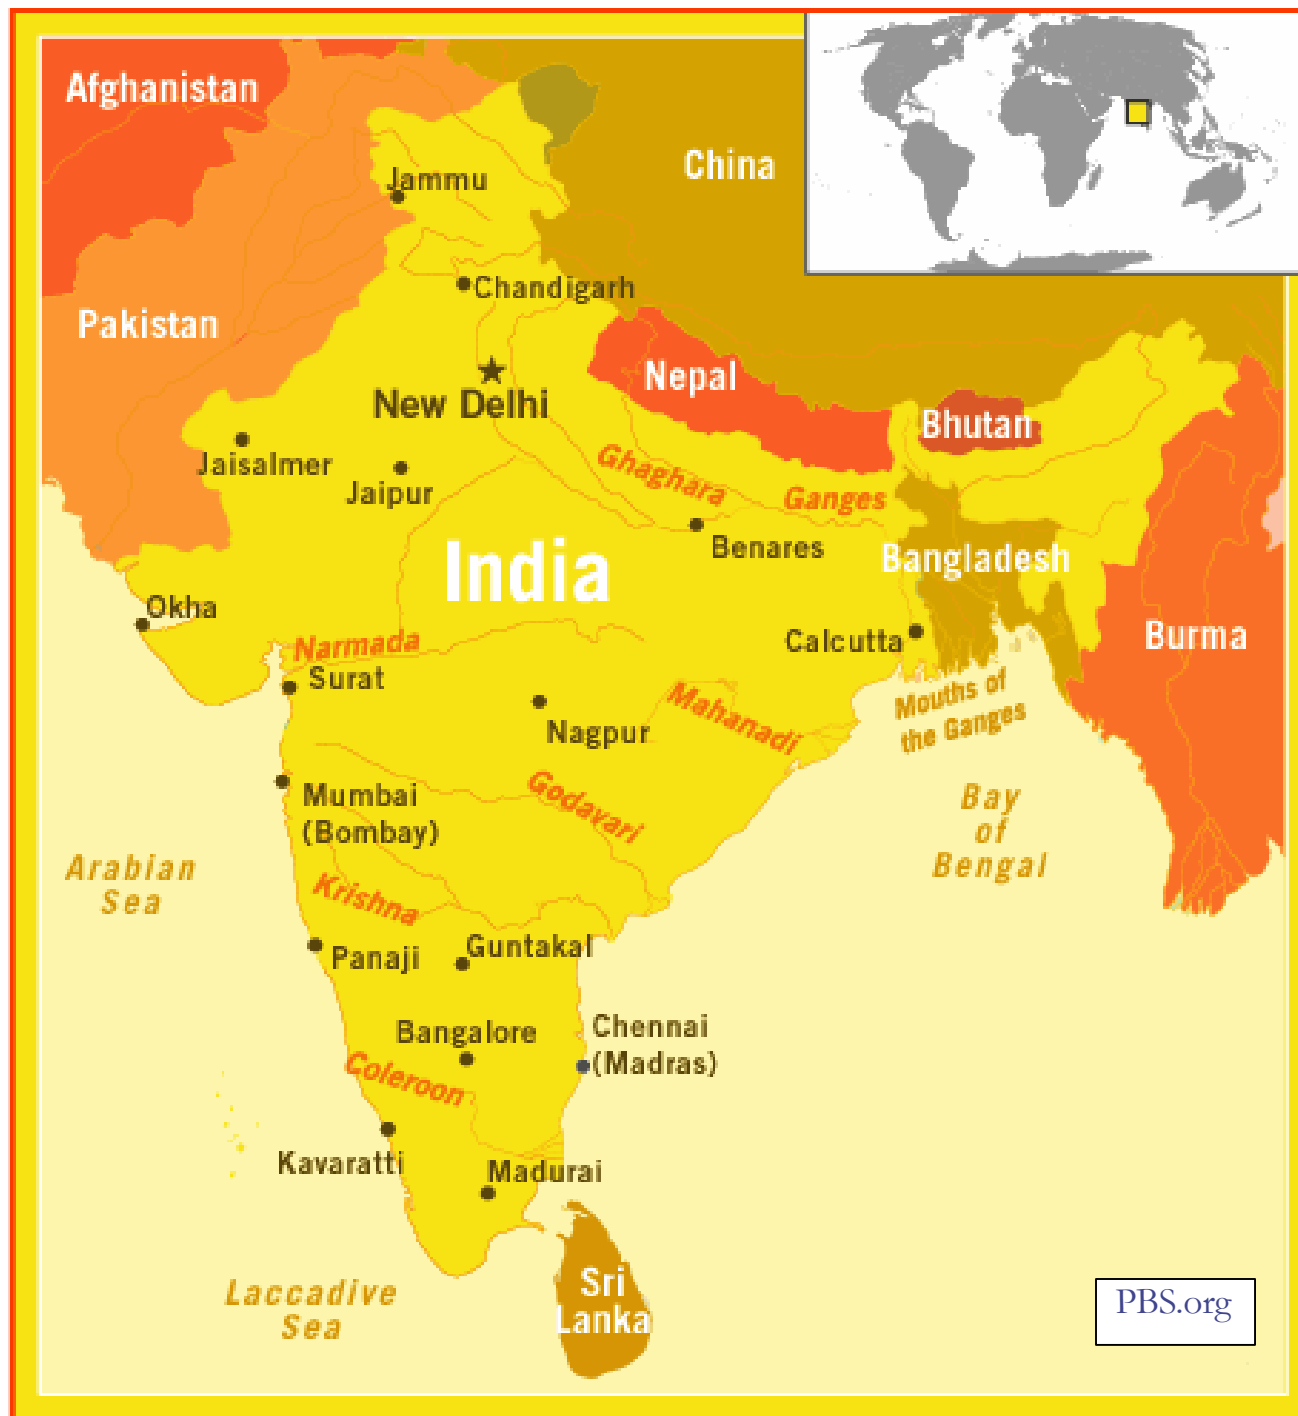 Afghanistan
China
Jammu
Chandigarh
Pakistan
Nepal
New Delhi
Bhutan
Jaisalmer
Jaipur
Ghaghara
Ganges
Benares
India
Bangladesh
Okha
Narmada
Calcutta
Burma
Surat
Mouths of
the Ganges
Nagpur
Mahanadi
Mumbai
(Bombay)
Godavari
Bay
of
Bengal
Arabian
Sea
Krishna
Panaji
Guntakal
Bangalore
Chennai
(Madras)
Coleroon
Kavaratti
Madurai
Laccadive
Sea
Sri
Lanka
PBS.org